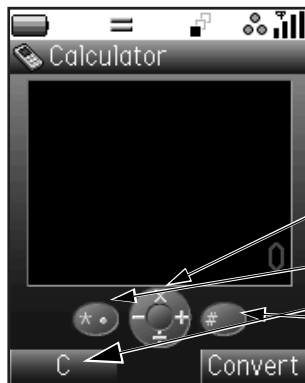 Calculator
0
× 
* • − + #
÷
C Convert